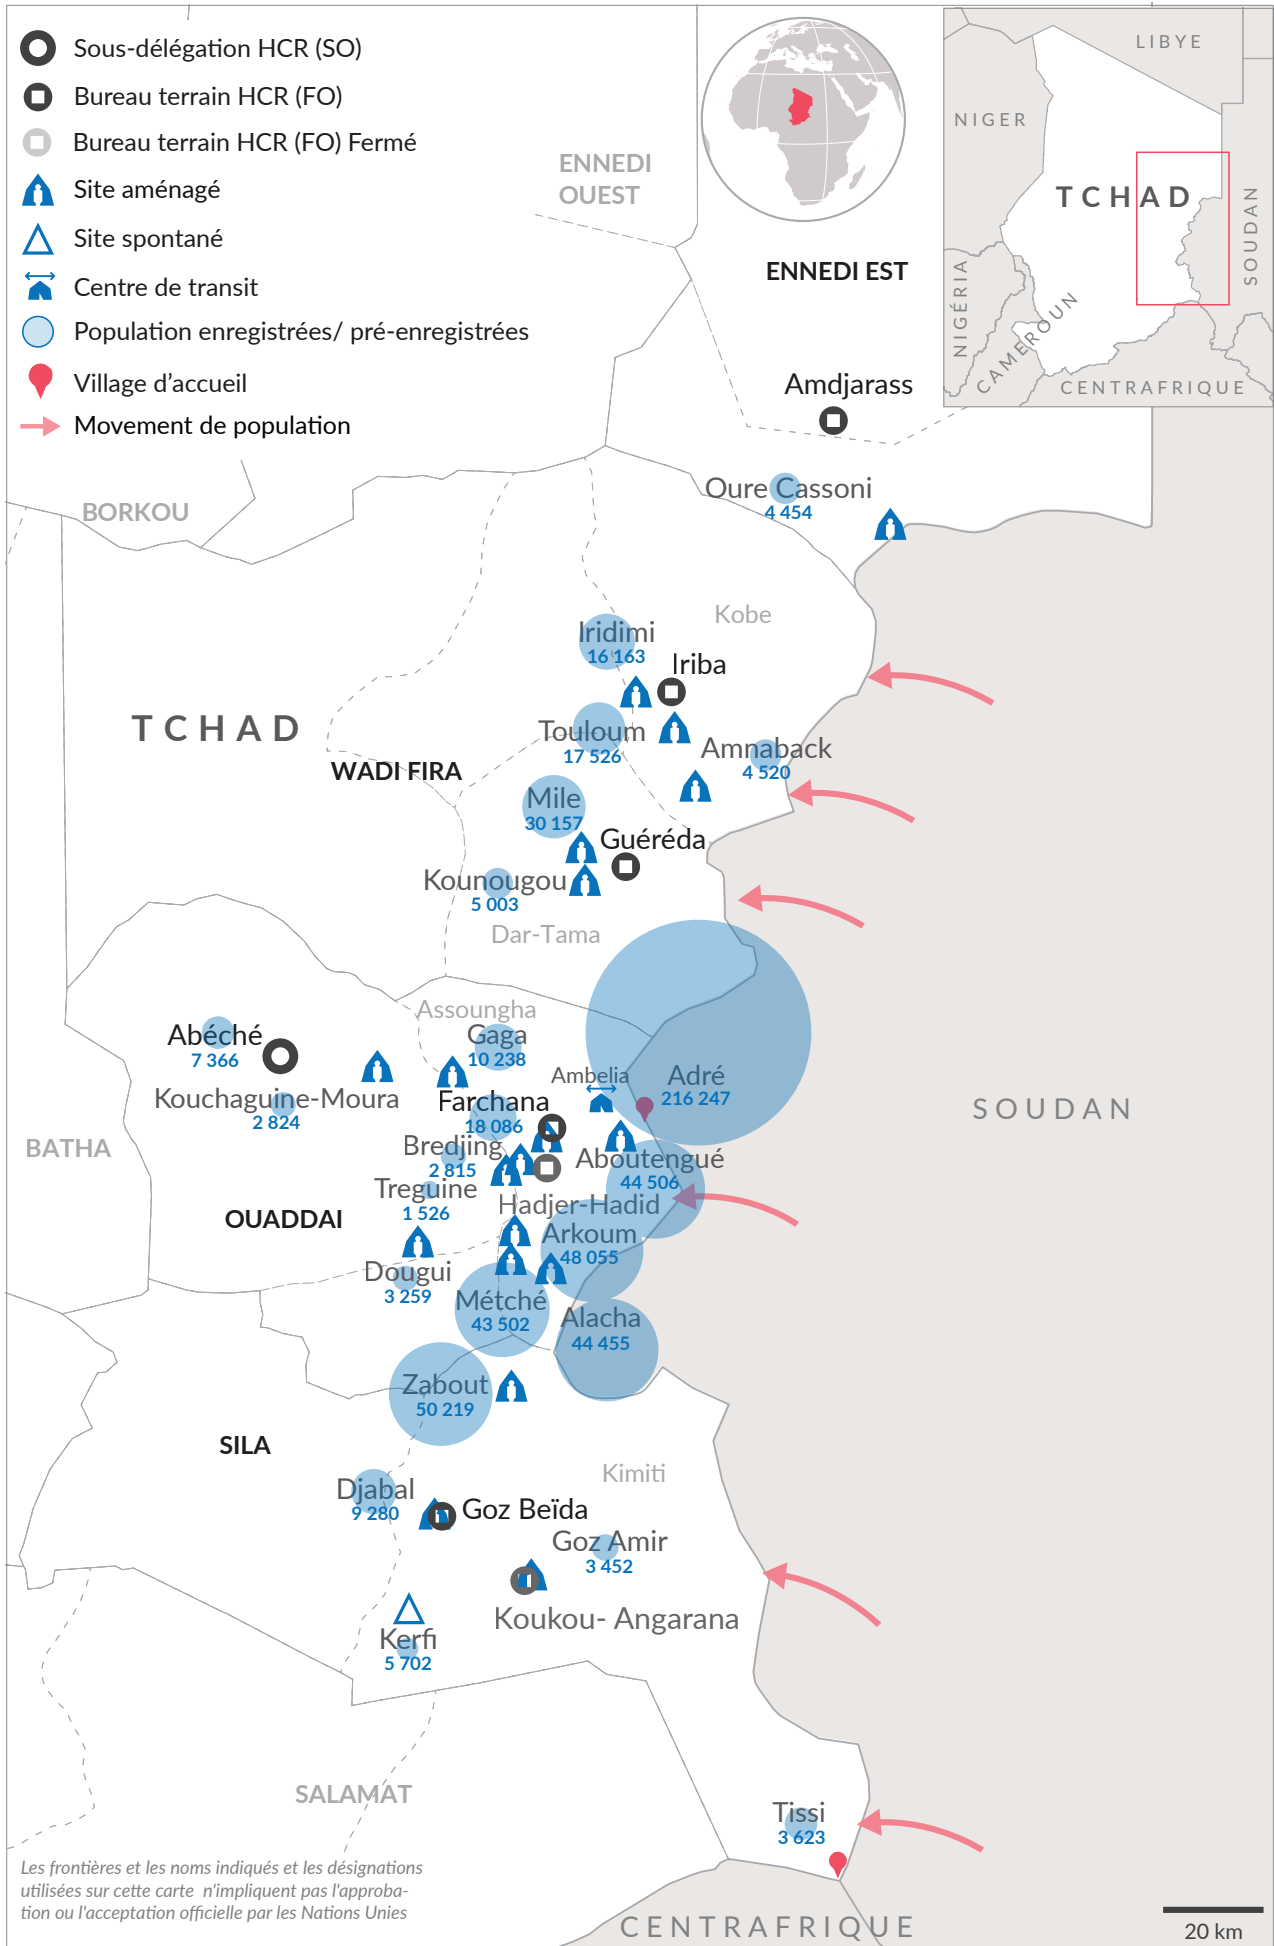 Sous-délégation HCR (SO)
Bureau terrain HCR (FO)
Bureau terrain HCR (FO) Fermé
Site aménagé
Site spontané
Centre de transit
Population enregistrées/ pré-enregistrées
Village d'accueil
Movement de population
LIBYE
NIGER
TCHAD
SOUDAN
NIGÉRIA
CAMEROUN
CENTRAFRIQUE
ENNEDI
OUEST
ENNEDI EST
Amdjarass
BORKOU
Oure Cassoni
4 454
Kobe
Iridimi
16 163
Iriba
TCHAD
Touloum
17 526
Amnaback
4 520
WADI FIRA
Mile
30 157
Guéréda
Kounougou
5 003
Dar-Tama
Assoungha
Gaga
10 238
Abéché
7 366
Ambelia
Adré
216 247
Kouchaguine-Moura
2 824
Farchana
18 086
SOUDAN
BATHA
Bredjing
2 815
Aboutengué
44 506
Treguine
1 526
Hadjer-Hadid
OUADDAI
Arkoum
48 055
Dougui
3 259
Métché
43 502
Alacha
44 455
Zabout
50 219
SILA
Kimiti
Djabal
9 280
Goz Beïda
Goz Amir
3 452
Koukou- Angarana
Kerfi
5 702
SALAMAT
Tissi
3 623
Les frontières et les noms indiqués et les désignations
utilisées sur cette carte n'impliquent pas l'approba-
tion ou l'acceptation officielle par les Nations Unies
CENTRAFRIQUE
20 km